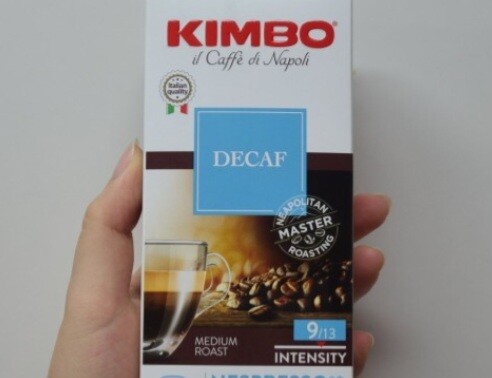 KIMBO
il Caffè di Napoli
Italian
quality
DECAF
NEAPOLITAN
MASTER
ROASTING
9/13
INTENSITY
MEDIUM
ROAST